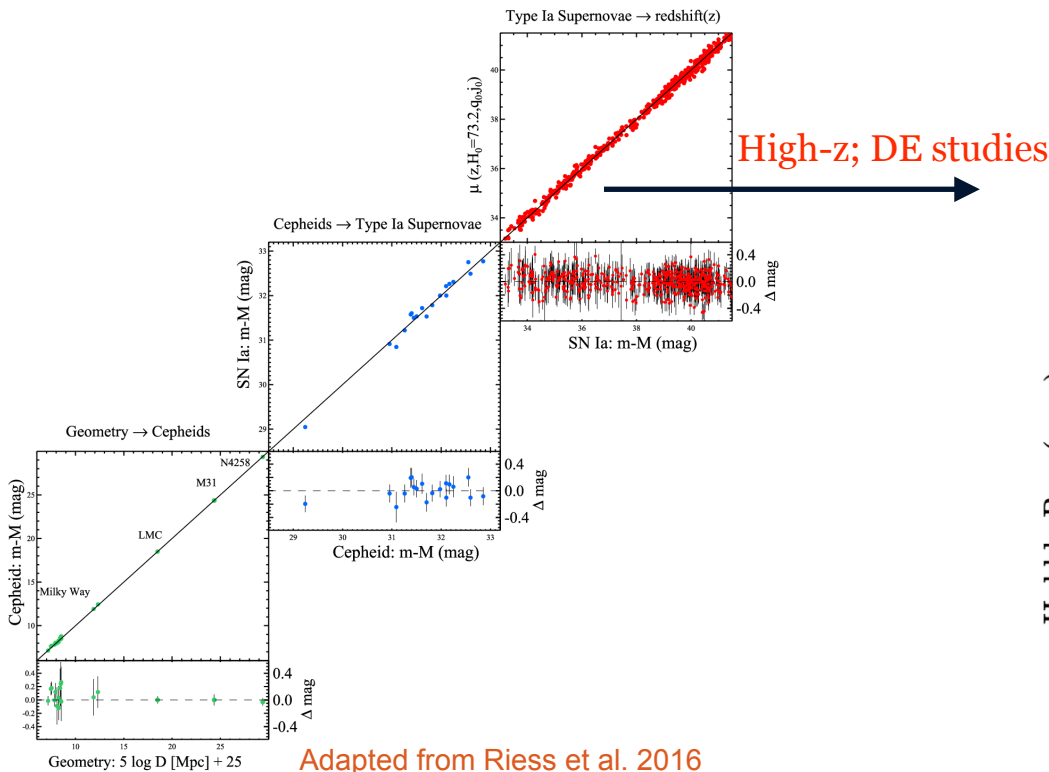 Type Ia Supernovae → redshift(z)
μ (z,H₀=73.2,q₀,j₀)
40
38
36
34
High-z; DE studies
0.4
0.0
-0.4
Δ mag
34
36
38
40
SN Ia: m-M (mag)
Cepheids → Type Ia Supernovae
SN Ia: m-M (mag)
33
32
31
30
29
0.4
0.0
-0.4
Δ mag
29
30
31
32
33
Cepheid: m-M (mag)
Geometry → Cepheids
Cepheid: m-M (mag)
25
20
15
10
N4258
M31
LMC
Milky Way
0.4
0.2
0.0
-0.2
-0.4
0.4
0.0
-0.4
Δ mag
10
15
20
25
Geometry: 5 log D [Mpc] + 25
Adapted from Riess et al. 2016